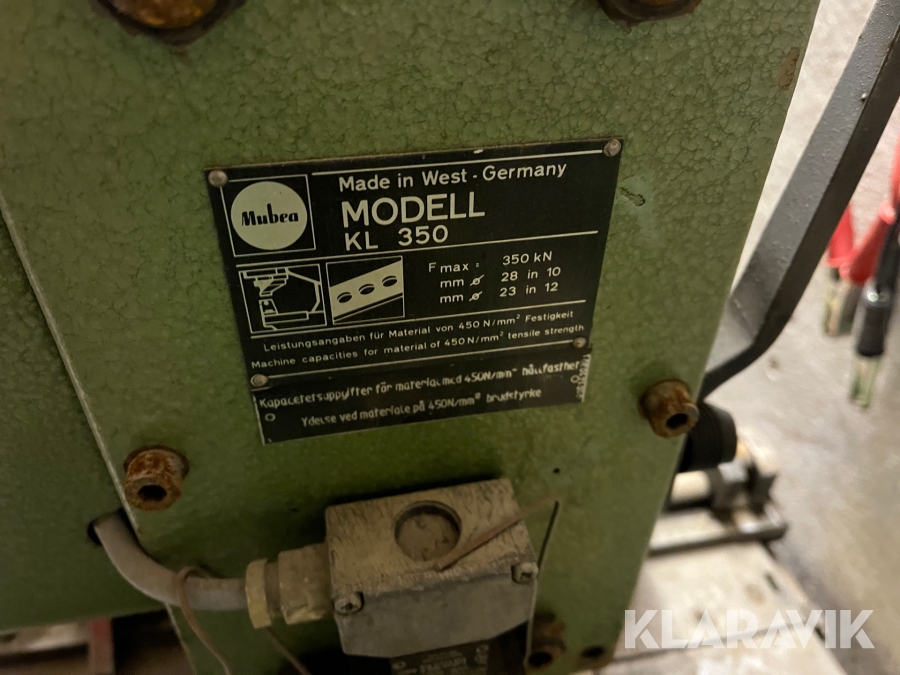 Mubea
Made in West - Germany
MODELL
KL 350
F max : 350 kN
mm ⌀ 28 in 10
mm ⌀ 23 in 12
Leistungsangaben für Material von 450 N/mm² Festigkeit
Machine capacities for material of 450 N/mm² tensile strength
Kapacetetsuppgifter för material med 450N/mm² hållfasthet
Ydelse ved materiale på 450N/mm² brudstyrke
KLARAVIK